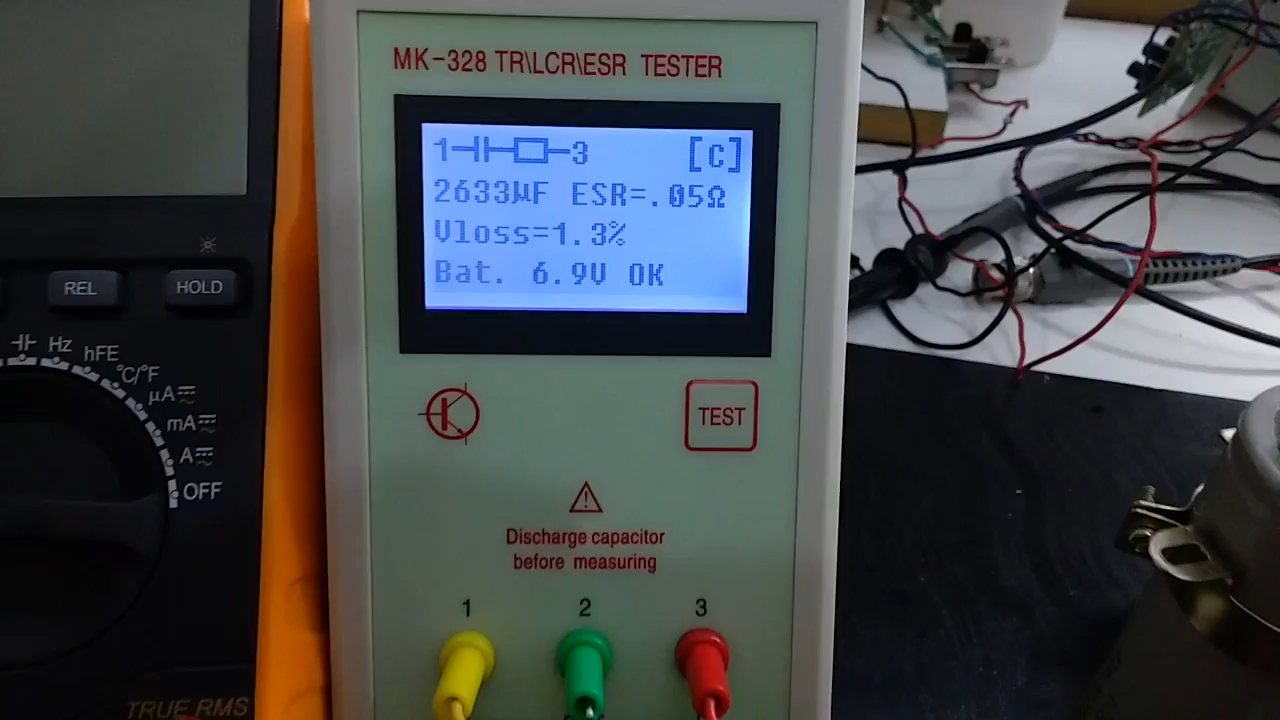 MK-328 TR\LCR\ESR TESTER
1 3 [C]
2633µF ESR=.05Ω
Vloss=1.3%
Bat. 6.9V OK
TEST
Discharge capacitor
before measuring
1 2 3
REL HOLD
Hz
hFE
°C/°F
µA
mA
A
OFF
TRUE RMS